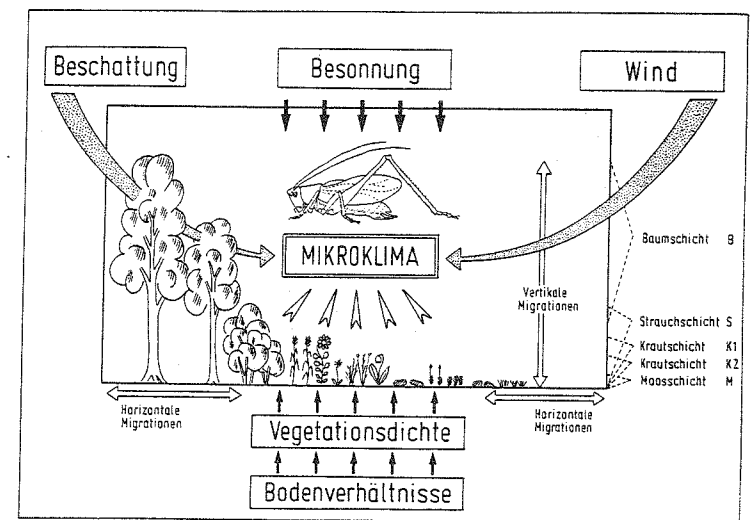 Beschattung
Besonnung
Wind
MIKROKLIMA
Baumschicht B
Vertikale
Migrationen
Strauchschicht S
Krautschicht K1
Krautschicht K2
Moosschicht M
Horizontale
Migrationen
Horizontale
Migrationen
Vegetationsdichte
Bodenverhältnisse